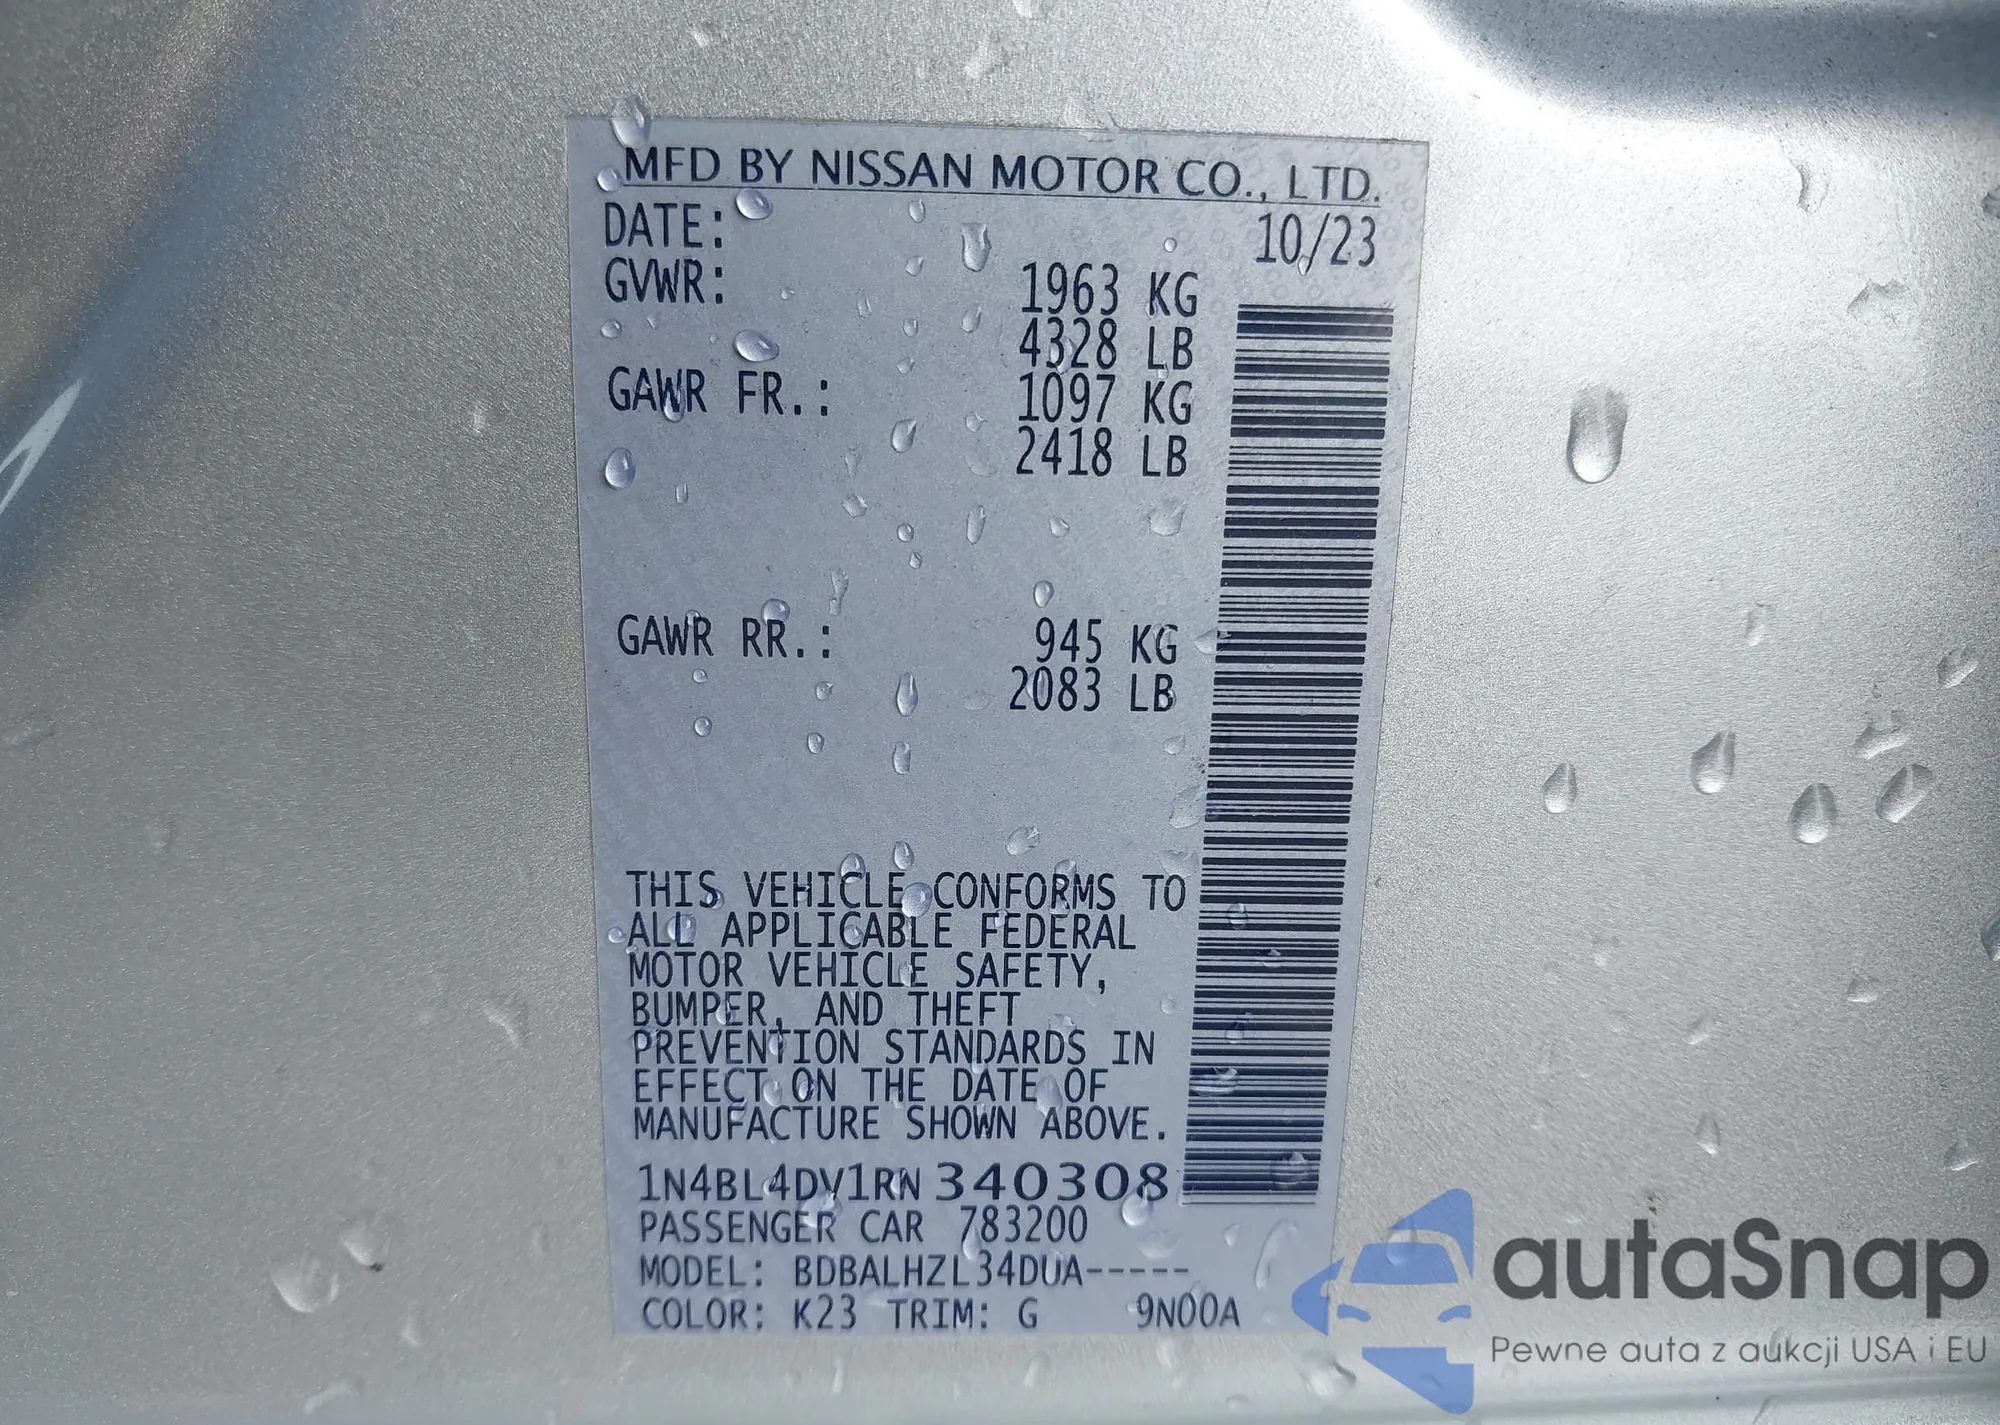 MFD BY NISSAN MOTOR CO., LTD.
DATE: 10/23
GVWR: 1963 KG
4328 LB
GAWR FR.: 1097 KG
2418 LB
GAWR RR.: 945 KG
2083 LB
THIS VEHICLE CONFORMS TO
ALL APPLICABLE FEDERAL
MOTOR VEHICLE SAFETY,
BUMPER, AND THEFT
PREVENTION STANDARDS IN
EFFECT ON THE DATE OF
MANUFACTURE SHOWN ABOVE.
1N4BL4DV1RN340308
PASSENGER CAR 783200
MODEL: BDBALHZL34DUA-----
COLOR: K23 TRIM: G 9N00A
autaSnap
Pewne auta z aukcji USA i EU